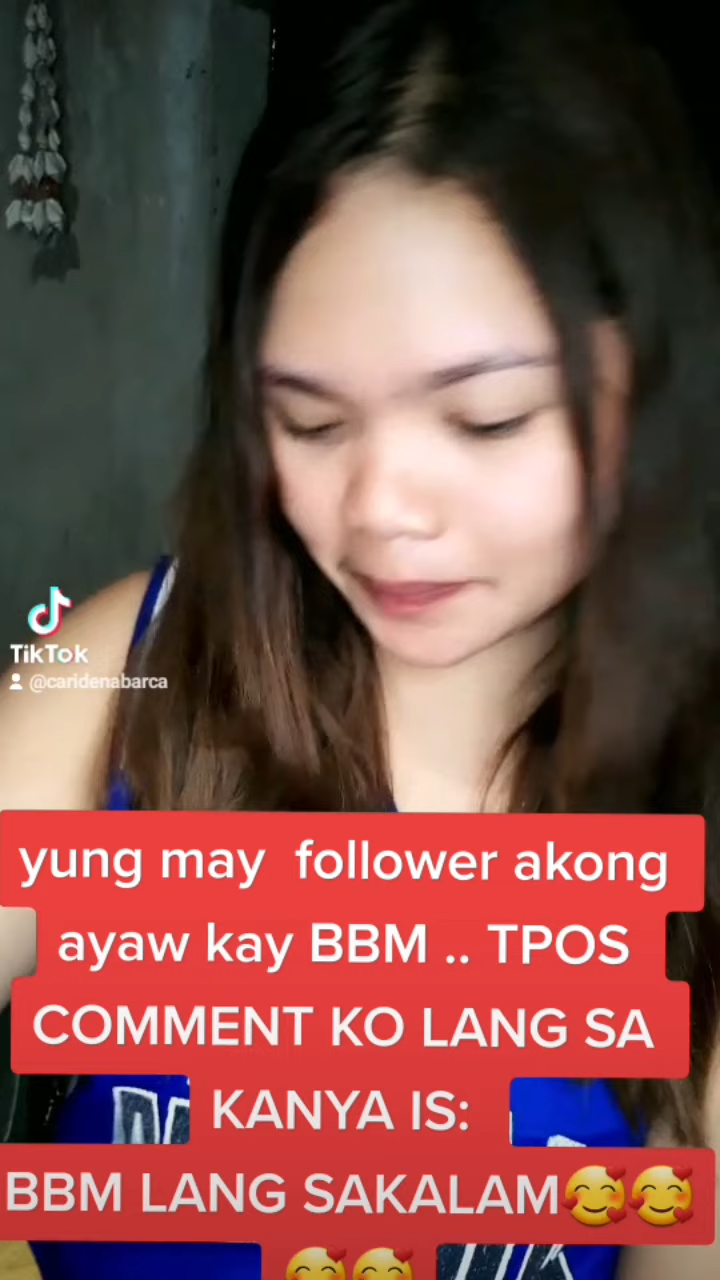 TikTok
@caridenabarca
yung may follower akong
ayaw kay BBM .. TPOS
COMMENT KO LANG SA
KANYA IS:
BBM LANG SAKALAM🥰🥰
🥰🥰